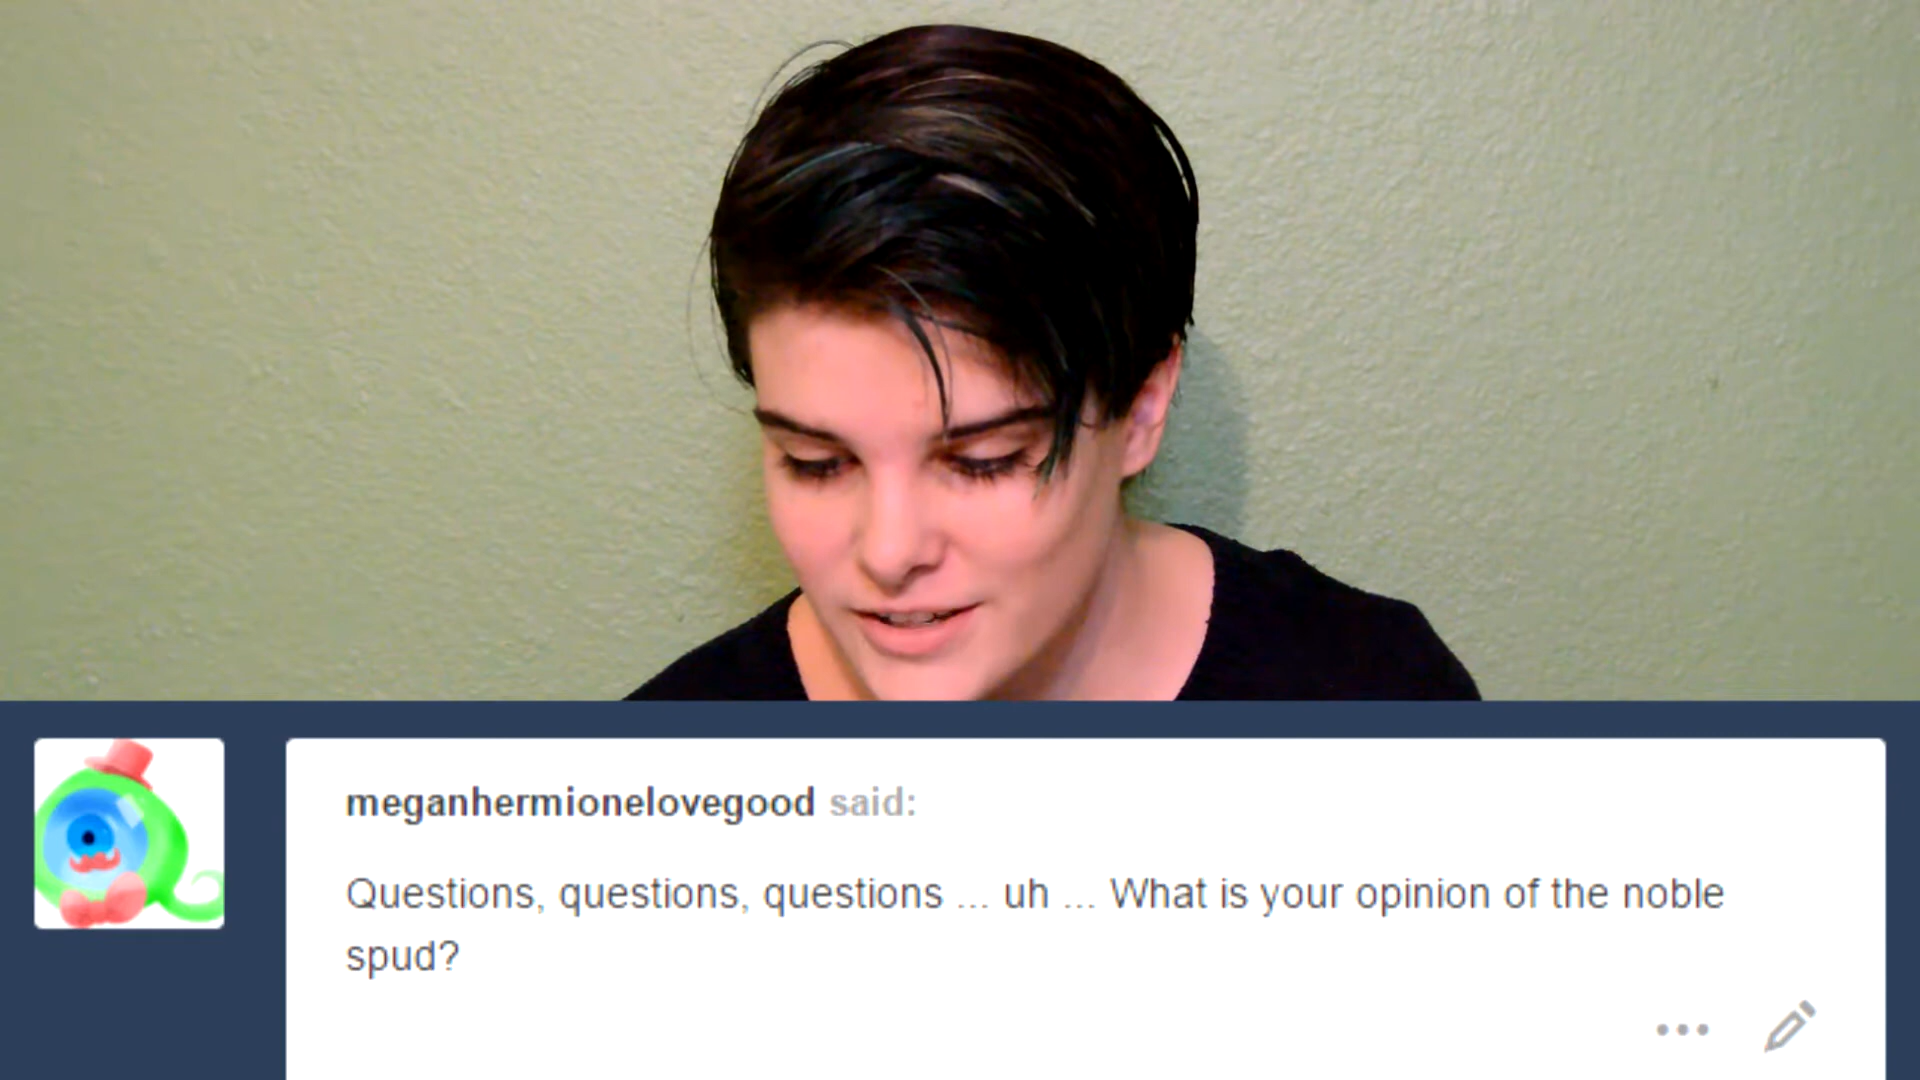 meganhermionelovegood said:
Questions, questions, questions ... uh ... What is your opinion of the noble
spud?